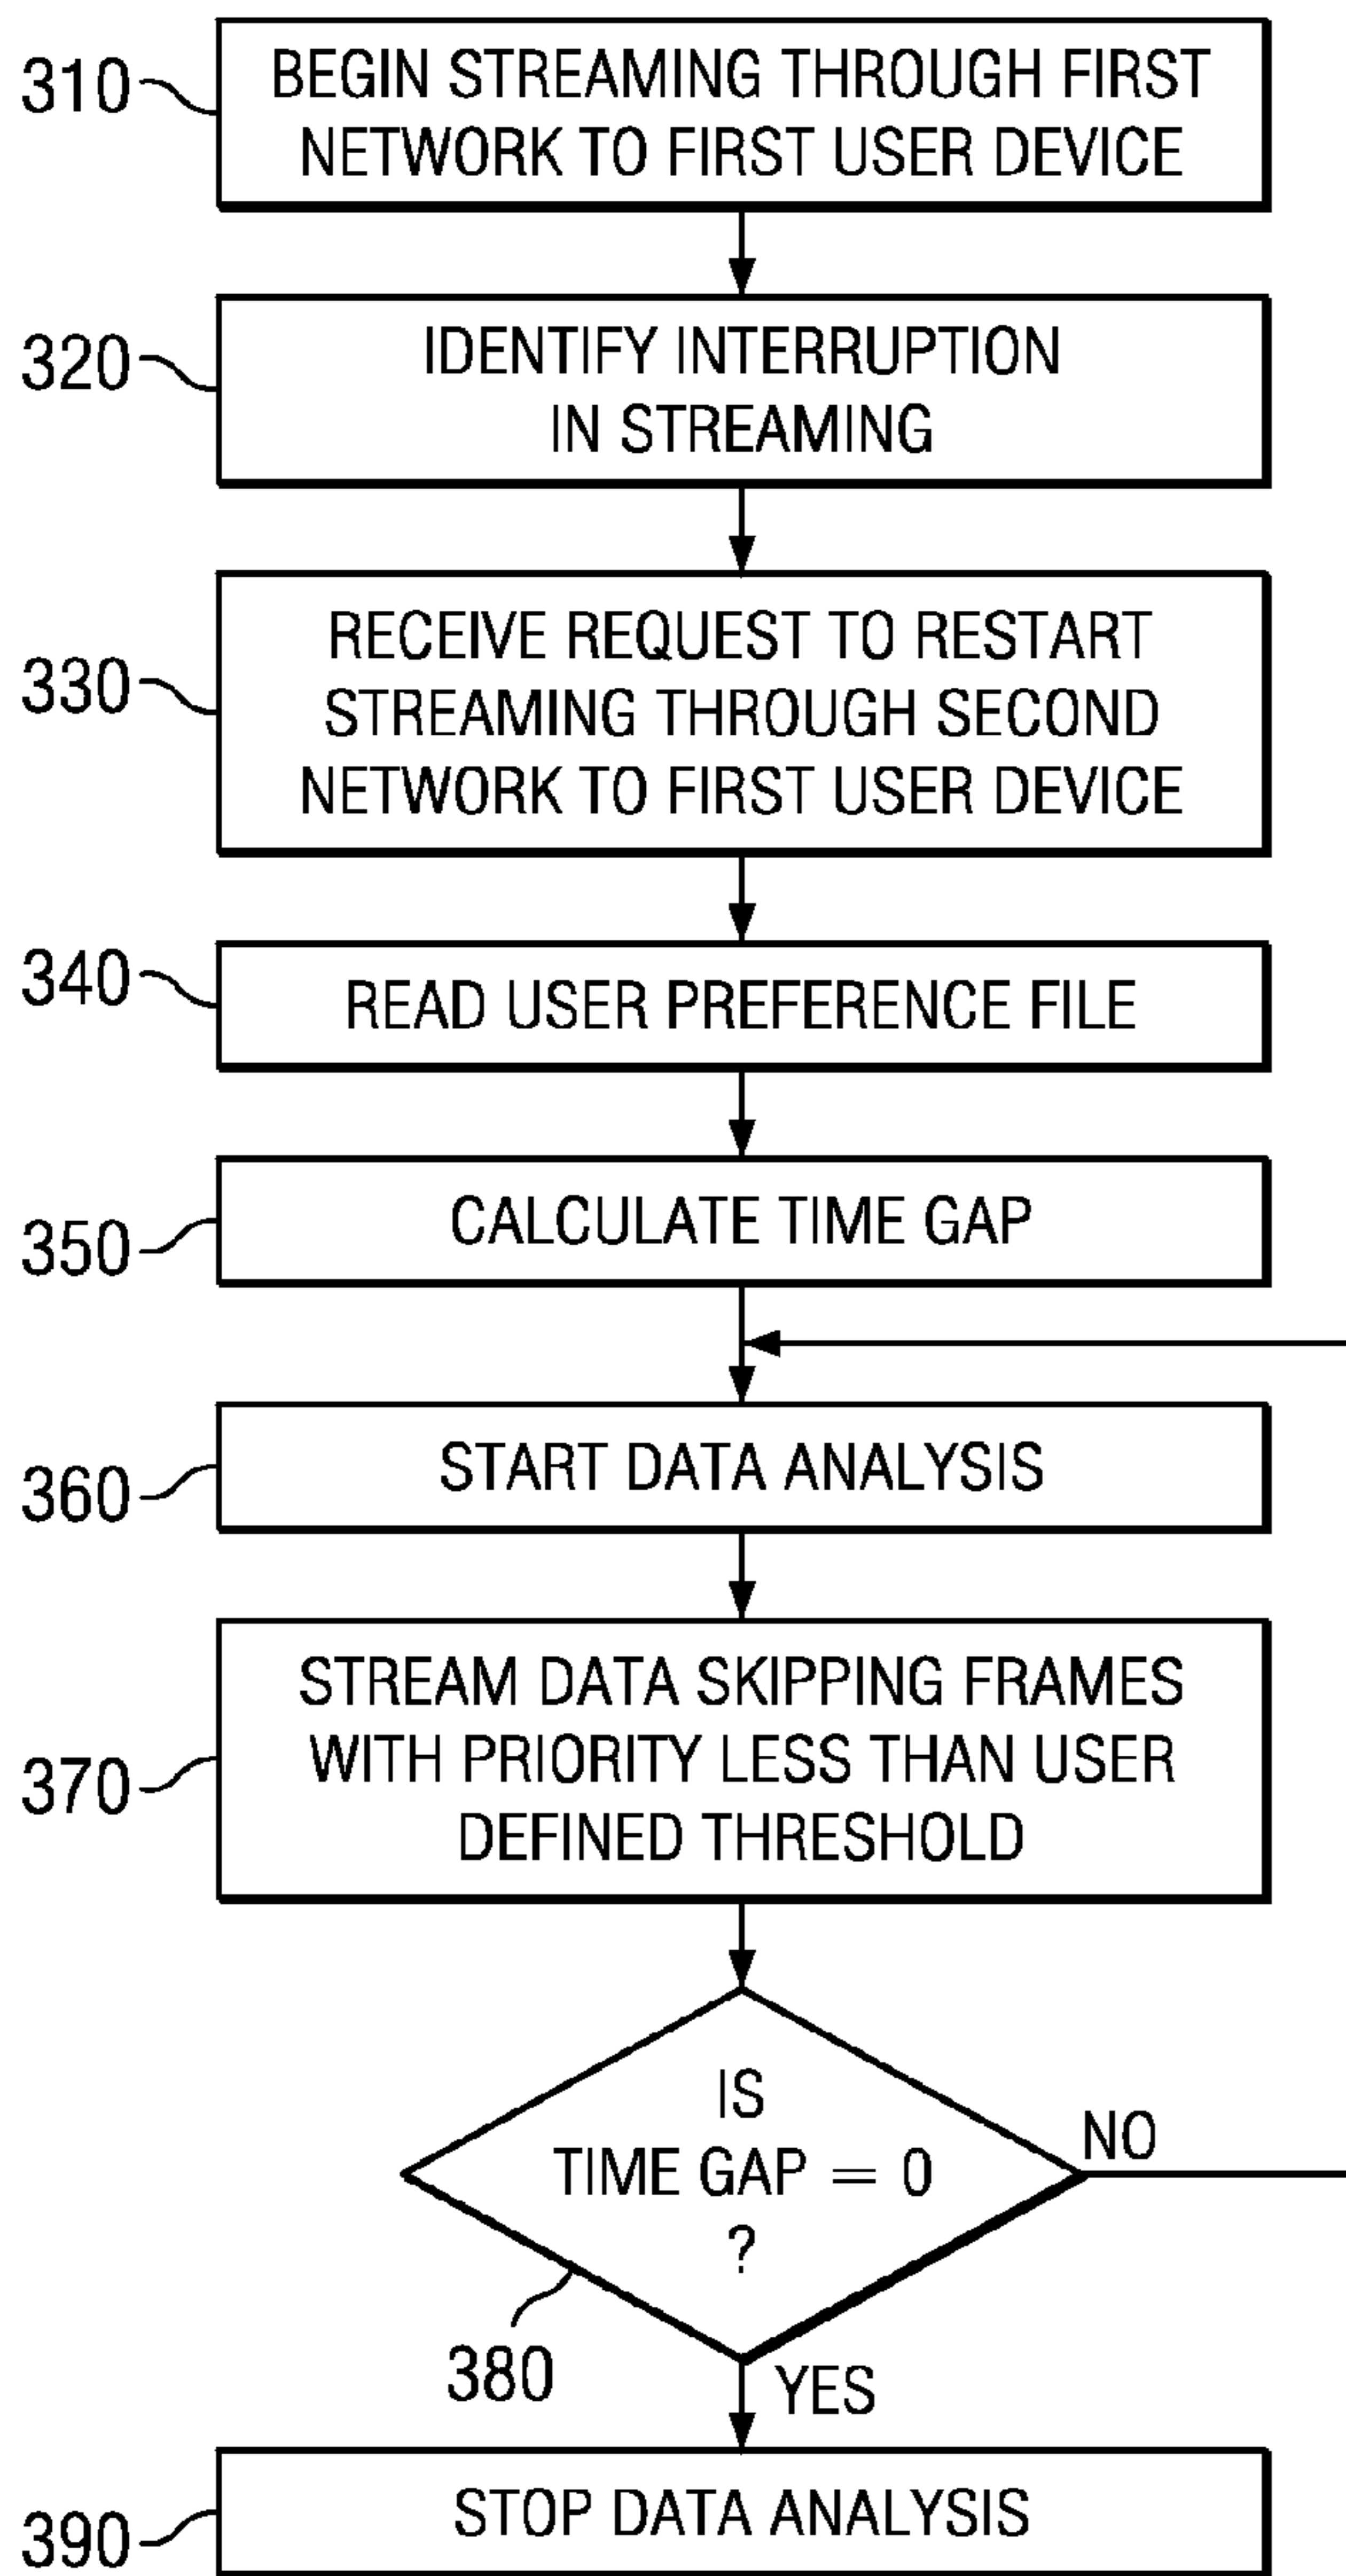 310
BEGIN STREAMING THROUGH FIRST
NETWORK TO FIRST USER DEVICE
320
IDENTIFY INTERRUPTION
IN STREAMING
330
RECEIVE REQUEST TO RESTART
STREAMING THROUGH SECOND
NETWORK TO FIRST USER DEVICE
340
READ USER PREFERENCE FILE
350
CALCULATE TIME GAP
360
START DATA ANALYSIS
370
STREAM DATA SKIPPING FRAMES
WITH PRIORITY LESS THAN USER
DEFINED THRESHOLD
IS
TIME GAP = 0
?
NO
380
YES
390
STOP DATA ANALYSIS